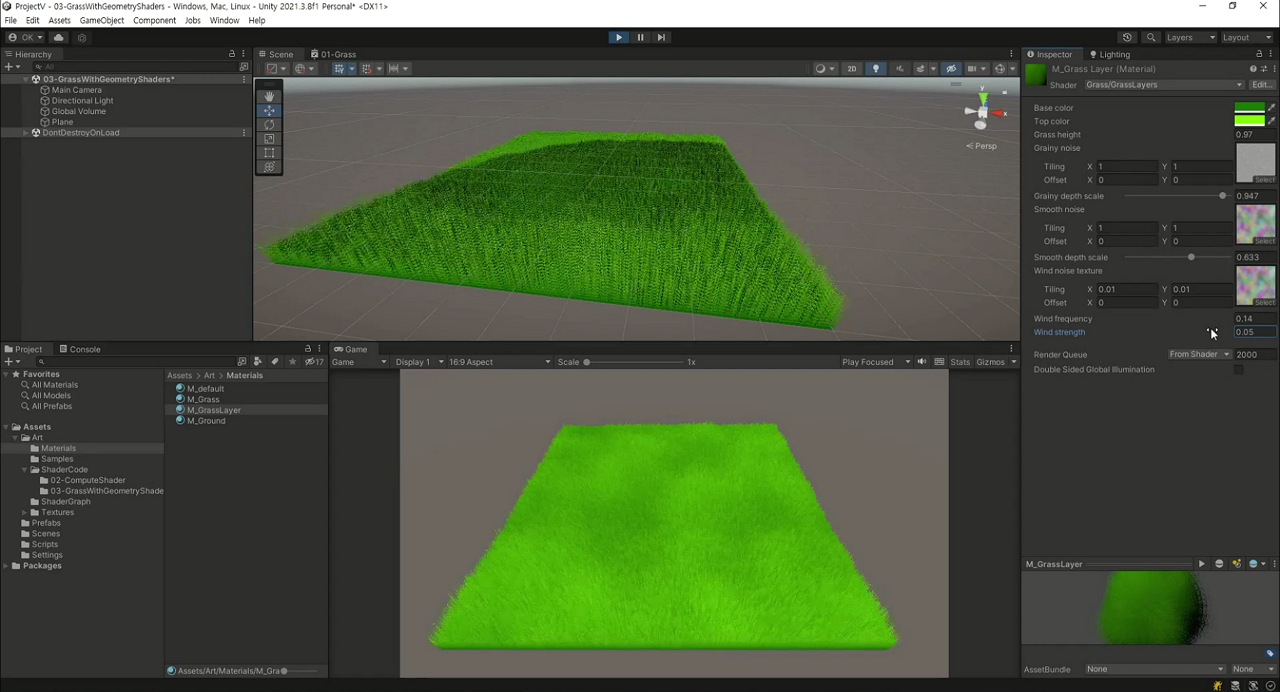 ProjectV - 03-GrassWithGeometryShaders - Windows, Mac, Linux - Unity 2021.3.8f1 Personal* <DX11>
File Edit Assets GameObject Component Jobs Window Help
OK Layers Layout
Hierarchy
All
03-GrassWithGeometryShaders*
Main Camera
Directional Light
Global Volume
Plane
DontDestroyOnLoad
Scene 01-Grass
2D
y
x
Persp
Inspector Lighting
M_Grass Layer (Material)
Shader Grass/GrassLayers Edit...
Base color
Top color
Grass height 0.97
Grainy noise
Tiling X 1 Y 1
Offset X 0 Y 0 Select
Grainy depth scale 0.947
Smooth noise
Tiling X 1 Y 1
Offset X 0 Y 0 Select
Smooth depth scale 0.633
Wind noise texture
Tiling X 0.01 Y 0.01
Offset X 0 Y 0 Select
Wind frequency 0.14
Wind strength 0.05
Render Queue From Shader 2000
Double Sided Global Illumination
Project Console
17
Favorites
All Materials
All Models
All Prefabs
Assets
Art
Materials
Samples
ShaderCode
02-ComputeShader
03-GrassWithGeometryShade
ShaderGraph
Textures
Prefabs
Scenes
Scripts
Settings
Packages
Assets > Art > Materials
M_default
M_Grass
M_GrassLayer
M_Ground
Assets/Art/Materials/M_Gra
Game
Game Display 1 16:9 Aspect Scale 1x Play Focused Stats Gizmos
M_GrassLayer
AssetBundle None None